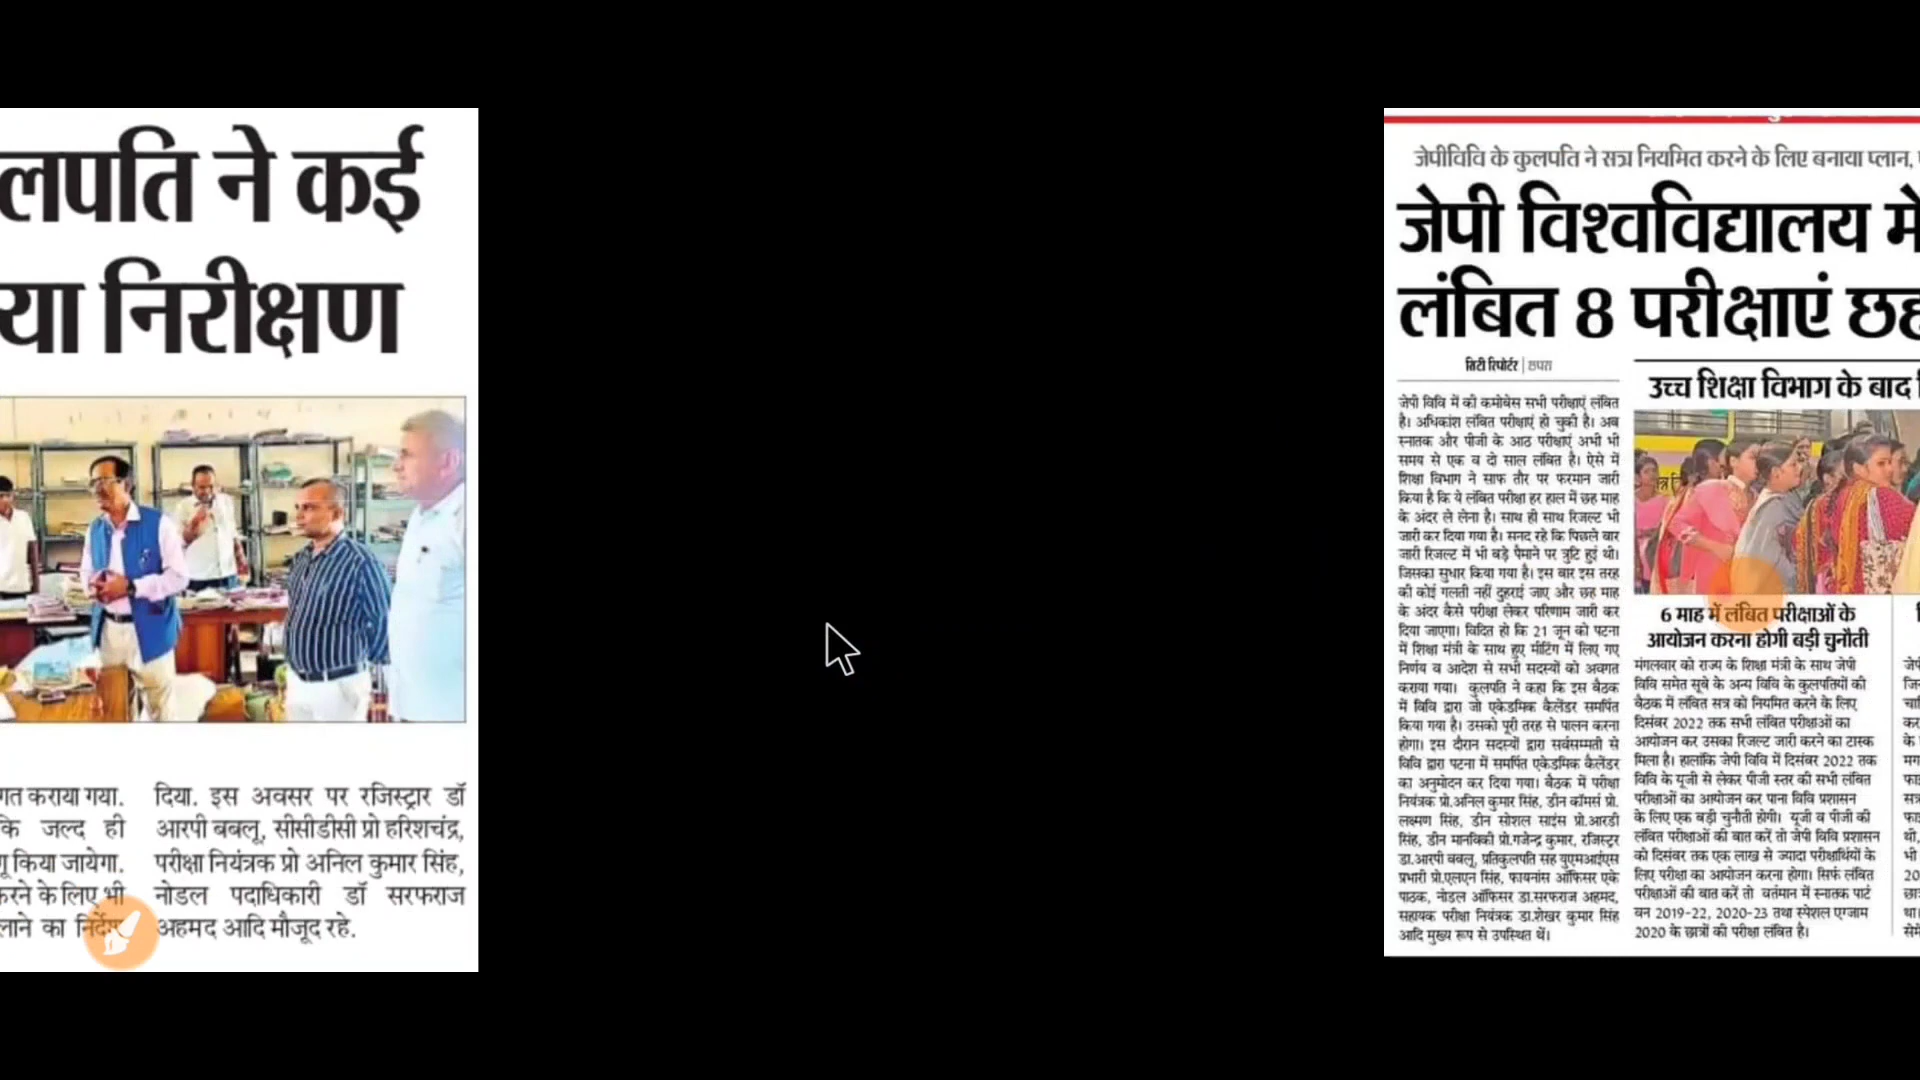 लपति ने कई
या निरीक्षण
गत कराया गया.
कि जल्द ही
किया जायेगा.
करने के लिए भी
लाने का निर्देश
दिया. इस अवसर पर रजिस्ट्रार डॉ
आरपी बबलू, सीसीडीसी प्रो हरिशचंद्र,
परीक्षा नियंत्रक प्रो अनिल कुमार सिंह,
नोडल पदाधिकारी डॉ सरफराज
अहमद आदि मौजूद रहे.
जेपीविवि के कुलपति ने सत्र नियमित करने के लिए बनाया प्लान,
जेपी विश्वविद्यालय मे
लंबित 8 परीक्षाएं छह
सिटी रिपोर्टर | छपरा
जेपी विवि में की कमोबेस सभी परीक्षाएं लंबित
है। अधिकांश लंबित परीक्षाएं हो चुकी है। अब
स्नातक और पीजी के आठ परीक्षाएं अभी भी
समय से एक व दो साल लंबित है। ऐसे में
शिक्षा विभाग ने साफ तौर पर फरमान जारी
किया है कि ये लंबित परीक्षा हर हाल में छह माह
के अंदर ले लेना है। साथ ही साथ रिजल्ट भी
जारी कर दिया गया है। सनद रहे कि पिछले बार
जारी रिजल्ट में भी बड़े पैमाने पर त्रुटि हुई थी।
जिसका सुधार किया गया है। इस बार इस तरह
की कोई गलती नहीं दुहराई जाए और छह माह
के अंदर कैसे परीक्षा लेकर परिणाम जारी कर
दिया जाएगा। विदित हो कि 21 जून को पटना
में शिक्षा मंत्री के साथ हुए मीटिंग में लिए गए
निर्णय व आदेश से सभी सदस्यों को अवगत
कराया गया। कुलपति ने कहा कि इस बैठक
में विवि द्वारा जो एकेडमिक कैलेंडर समर्पित
किया गया है। उसको पूरी तरह से पालन करना
होगा। इस दौरान सदस्यों द्वारा सर्वसम्मती से
विवि द्वारा पटना में समर्पित एकेडमिक कैलेंडर
का अनुमोदन कर दिया गया। बैठक में परीक्षा
नियंत्रक प्रो.अनिल कुमार सिंह, डीन कॉमर्स प्रो.
लक्ष्मण सिंह, डीन सोशल साइंस प्रो.आरडी
सिंह, डीन मानविकी प्रो.गजेन्द्र कुमार, रजिस्ट्रर
डा.आरपी बबलू, प्रतिकुलपति सह यूएमआईएस
प्रभारी प्रो.एलएन सिंह, फायनांस ऑफिसर एके
पाठक, नोडल ऑफिसर डा.सरफराज अहमद,
सहायक परीक्षा नियंत्रक डा.शेखर कुमार सिंह
आदि मुख्य रूप से उपस्थित थें।
उच्च शिक्षा विभाग के बाद
6 माह में लंबित परीक्षाओं के
आयोजन करना होगी बड़ी चुनौती
मंगलवार को राज्य के शिक्षा मंत्री के साथ जेपी
विवि समेत सूबे के अन्य विवि के कुलपतियों की
बैठक में लंबित सत्र को नियमित करने के लिए
दिसंबर 2022 तक सभी लंबित परीक्षाओं का
आयोजन कर उसका रिजल्ट जारी करने का टास्क
मिला है। हालांकि जेपी विवि में दिसंबर 2022 तक
विवि के यूजी से लेकर पीजी स्तर की सभी लंबित
परीक्षाओं का आयोजन कर पाना विवि प्रशासन
के लिए एक बड़ी चुनौती होगी। यूजी व पीजी की
लंबित परीक्षाओं की बात करें तो जेपी विवि प्रशासन
को दिसंबर तक एक लाख से ज्यादा परीक्षार्थियों के
लिए परीक्षा का आयोजन करना होगा। सिर्फ लंबित
परीक्षाओं की बात करें तो वर्तमान में स्नातक पार्ट
वन 2019-22, 2020-23 तथा स्पेशल एग्जाम
2020 के छात्रों की परीक्षा लंबित है।